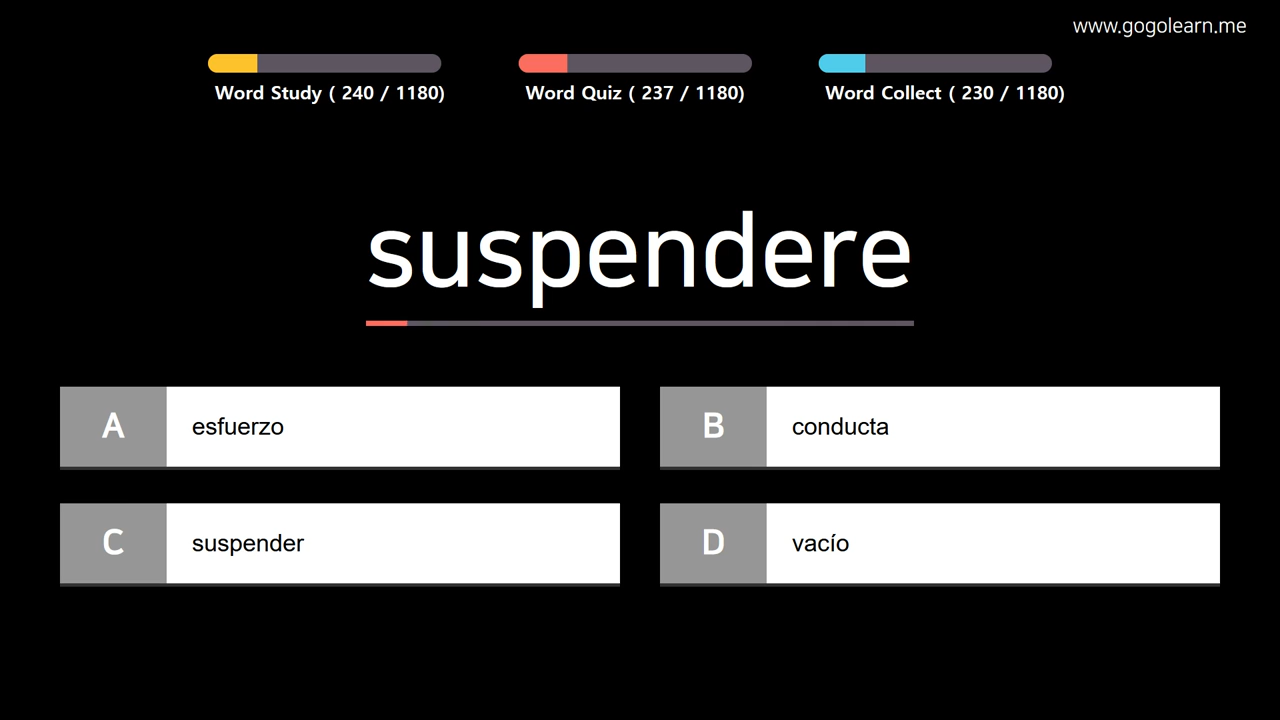 www.gogolearn.me
Word Study ( 240 / 1180)
Word Quiz ( 237 / 1180)
Word Collect ( 230 / 1180)
suspendere
A esfuerzo
B conducta
C suspender
D vacío